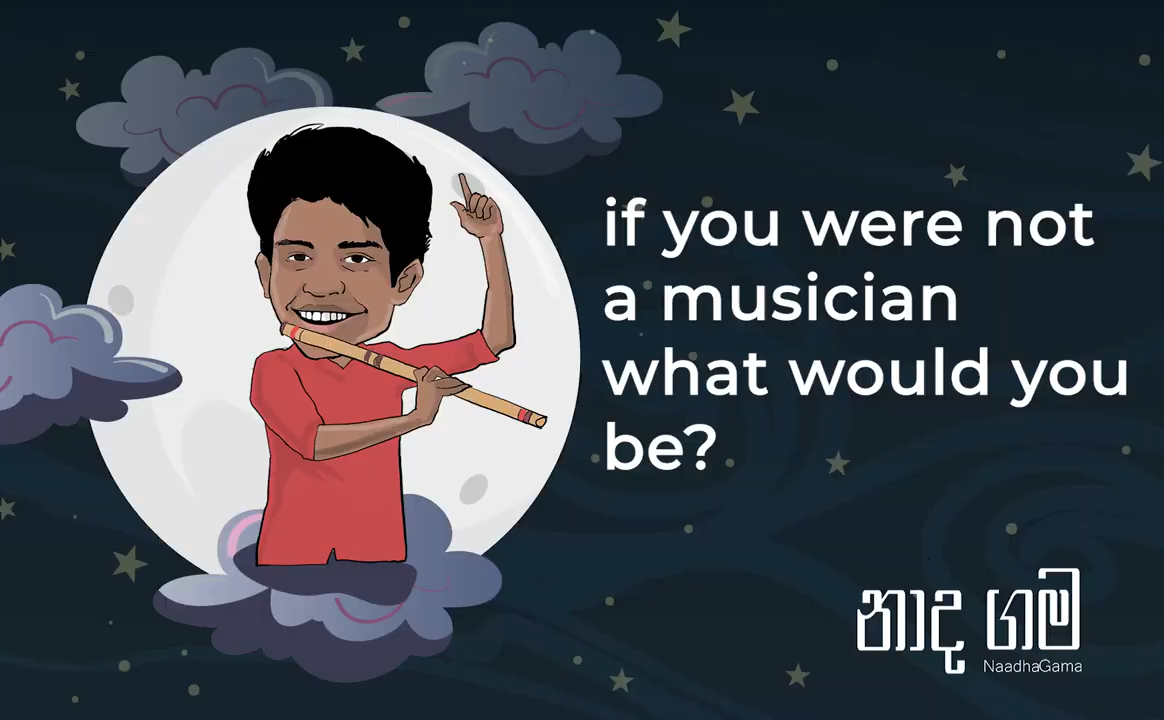 if you were not
a musician
what would you
be?
නාද ගම
NaadhaGama